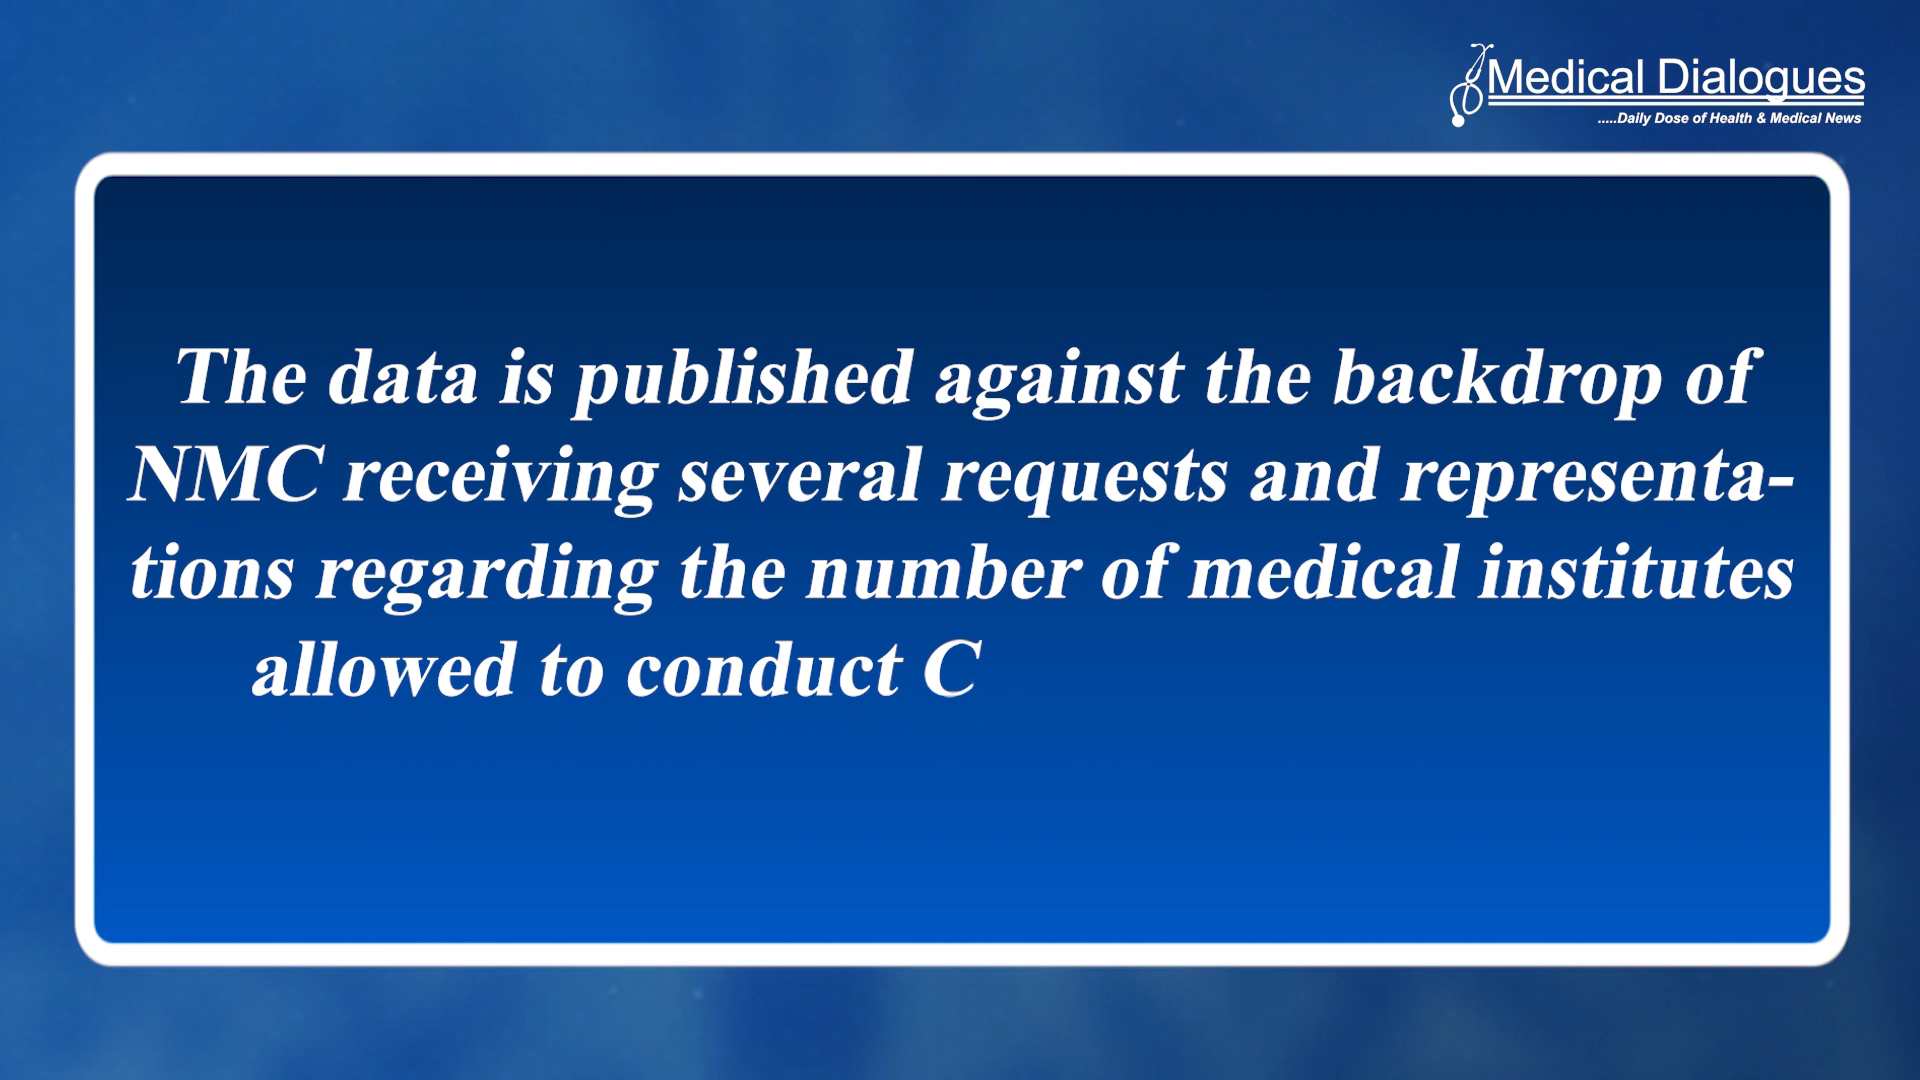 Medical Dialogues
.....Daily Dose of Health & Medical News
The data is published against the backdrop of
NMC receiving several requests and representa-
tions regarding the number of medical institutes
allowed to conduct C